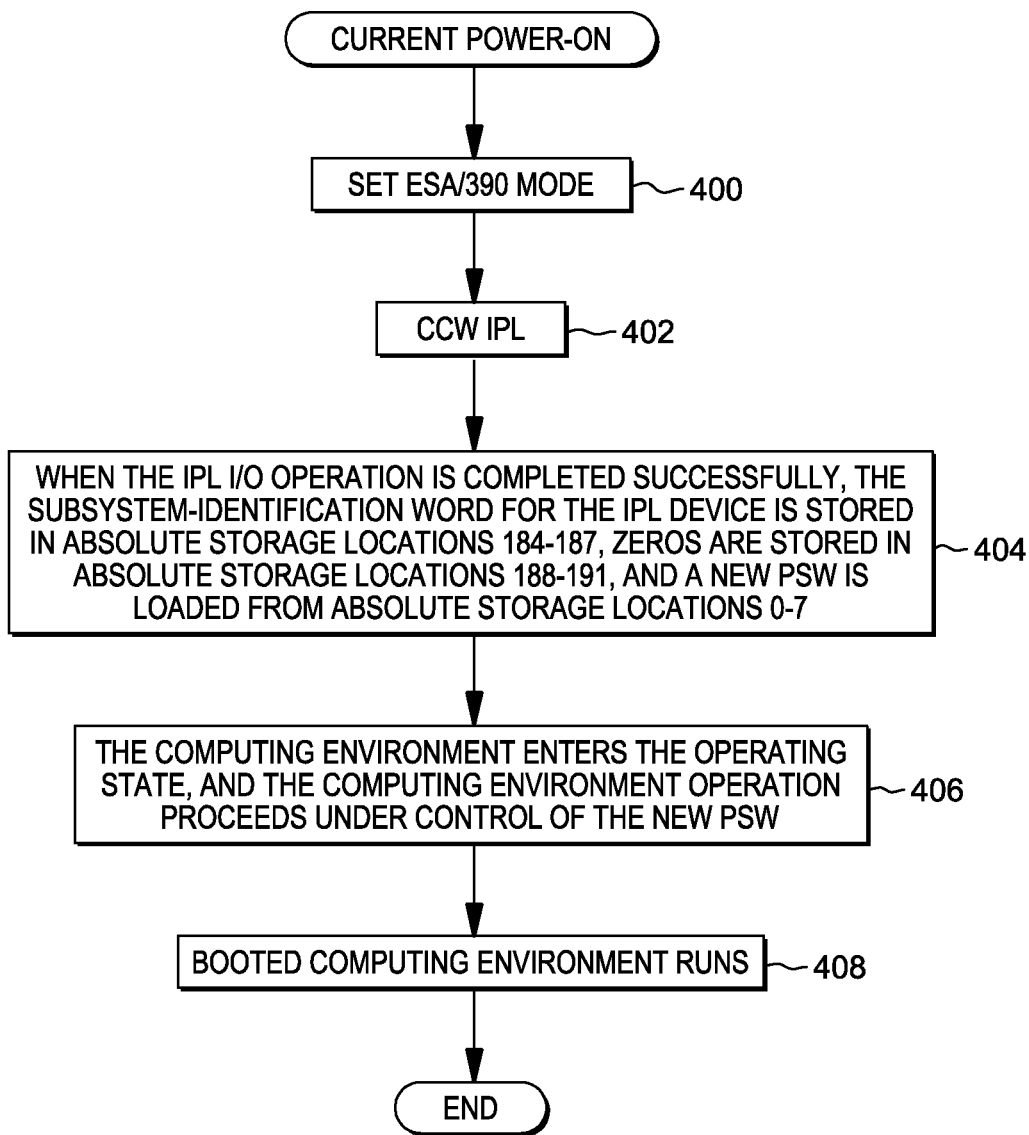 CURRENT POWER-ON
SET ESA/390 MODE
400
CCW IPL
402
WHEN THE IPL I/O OPERATION IS COMPLETED SUCCESSFULLY, THE
SUBSYSTEM-IDENTIFICATION WORD FOR THE IPL DEVICE IS STORED
IN ABSOLUTE STORAGE LOCATIONS 184-187, ZEROS ARE STORED IN
ABSOLUTE STORAGE LOCATIONS 188-191, AND A NEW PSW IS
LOADED FROM ABSOLUTE STORAGE LOCATIONS 0-7
404
THE COMPUTING ENVIRONMENT ENTERS THE OPERATING
STATE, AND THE COMPUTING ENVIRONMENT OPERATION
PROCEEDS UNDER CONTROL OF THE NEW PSW
406
BOOTED COMPUTING ENVIRONMENT RUNS
408
END